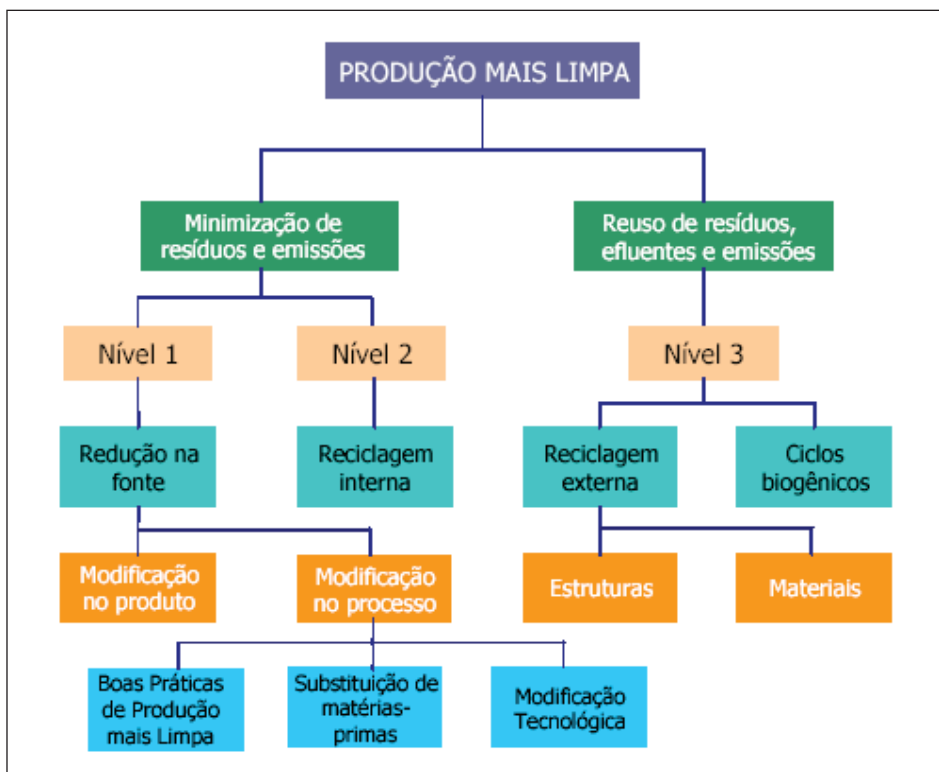 PRODUÇÃO MAIS LIMPA
Minimização de
resíduos e emissões
Reuso de resíduos,
efluentes e emissões
Nível 1
Nível 2
Nível 3
Redução na
fonte
Reciclagem
interna
Reciclagem
externa
Ciclos
biogênicos
Modificação
no produto
Modificação
no processo
Estruturas
Materiais
Boas Práticas
de Produção
mais Limpa
Substituição de
matérias-
primas
Modificação
Tecnológica